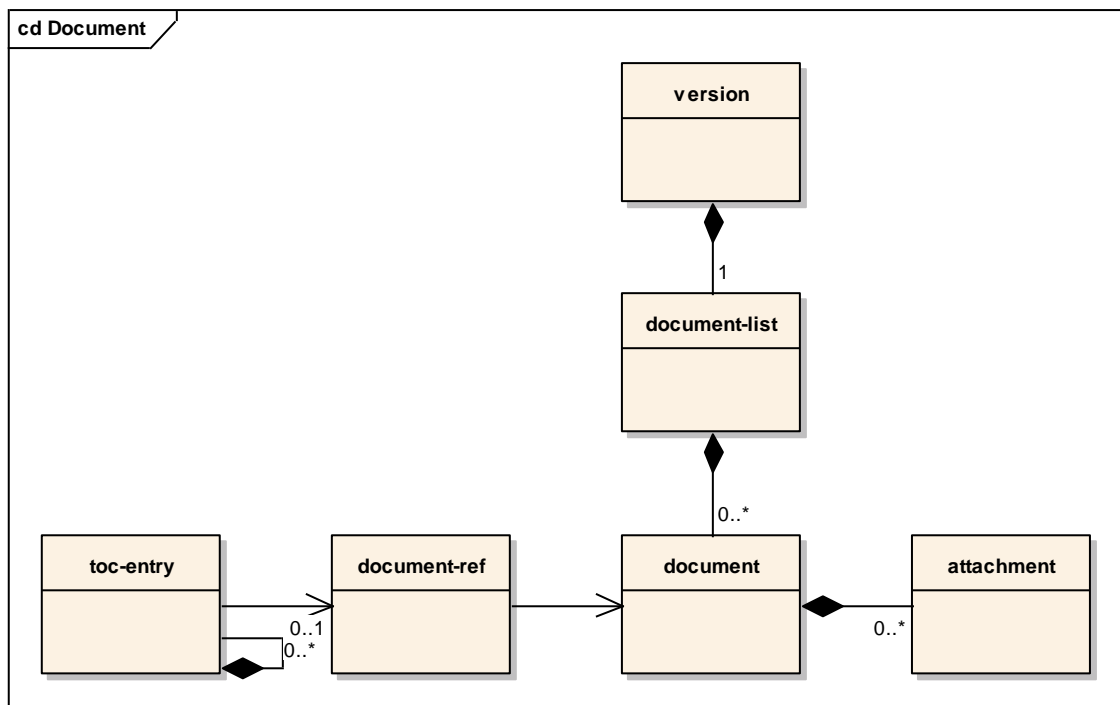 cd Document
version
1
document-list
0..*
toc-entry
document-ref
document
attachment
0..1
0..*
0..*